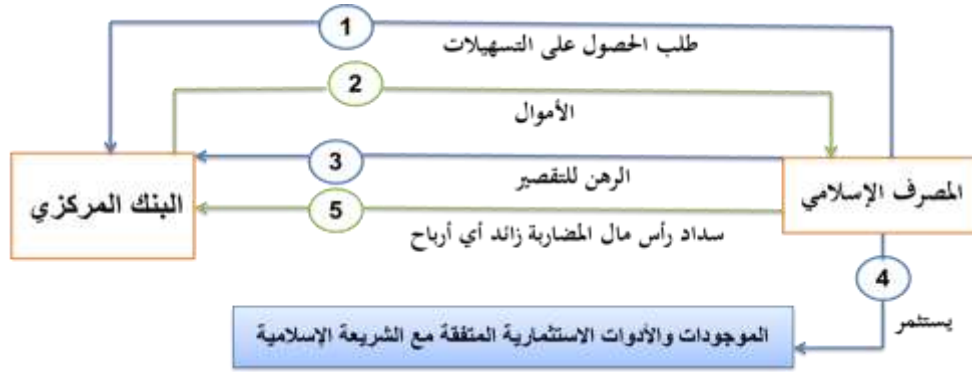 1
طلب الحصول على التسهيلات
2
الأموال
3
الرهن للتقصير
البنك المركزي
المصرف الإسلامي
5
سداد رأس مال المضاربة زائد أي أرباح
4
يستثمر
الموجودات والأدوات الاستثمارية المتفقة مع الشريعة الإسلامية